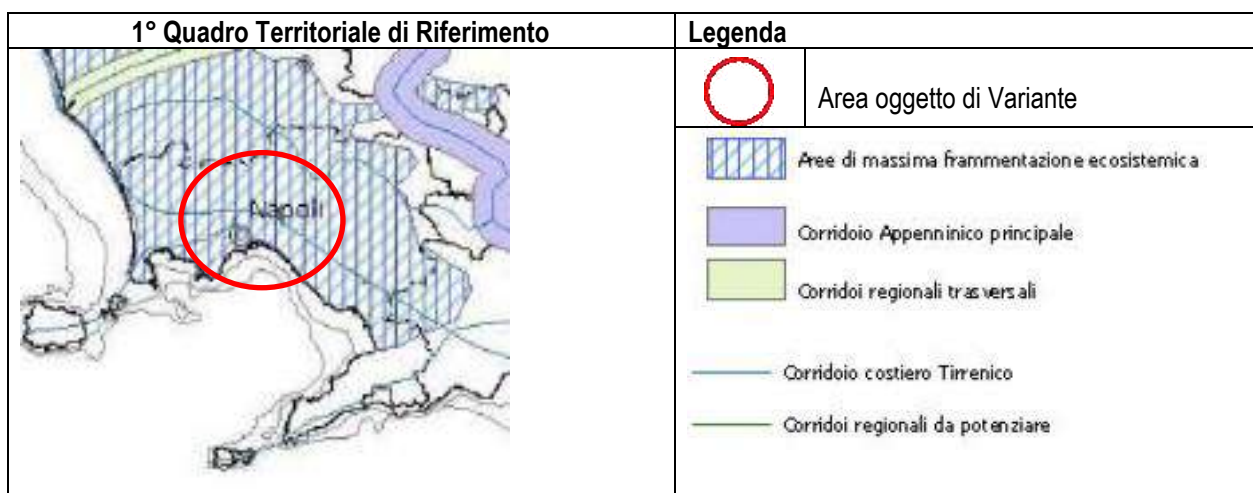 1° Quadro Territoriale di Riferimento
Legenda
Napoli
Area oggetto di Variante
Aree di massima frammentazione ecosistemica
Corridoio Appenninico principale
Corridoi regionali trasversali
Corridoio costiero Tirrenico
Corridoi regionali da potenziare